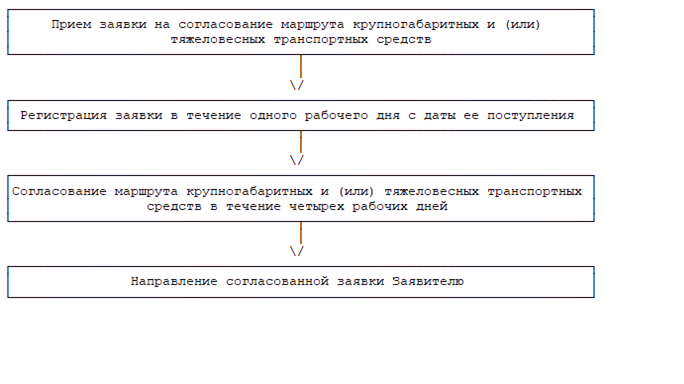 Прием заявки на согласование маршрута крупногабаритных и (или)
тяжеловесных транспортных средств
Регистрация заявки в течение одного рабочего дня с даты ее поступления
Согласование маршрута крупногабаритных и (или) тяжеловесных транспортных
средств в течение четырех рабочих дней
Направление согласованной заявки Заявителю